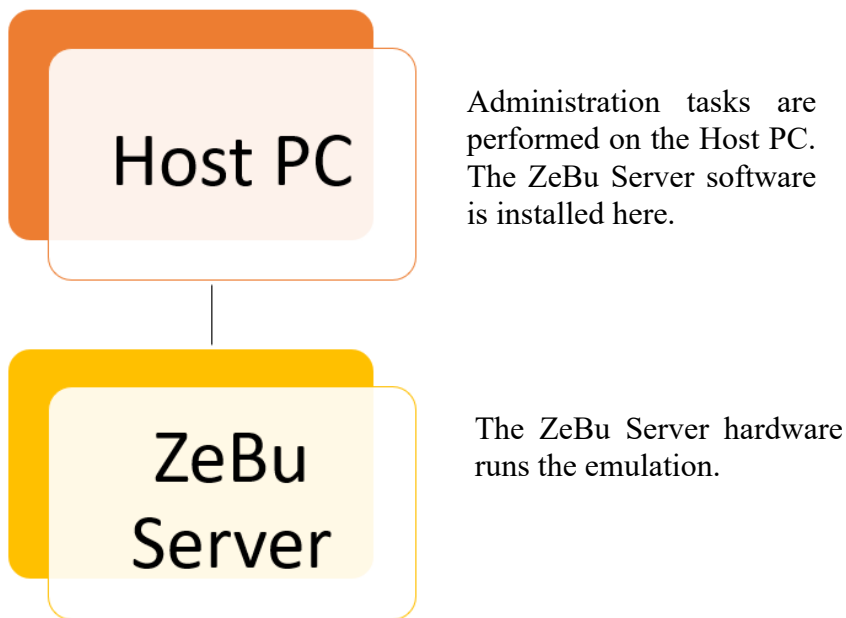 Host PC
Administration tasks are
performed on the Host PC.
The ZeBu Server software
is installed here.
ZeBu
Server
The ZeBu Server hardware
runs the emulation.